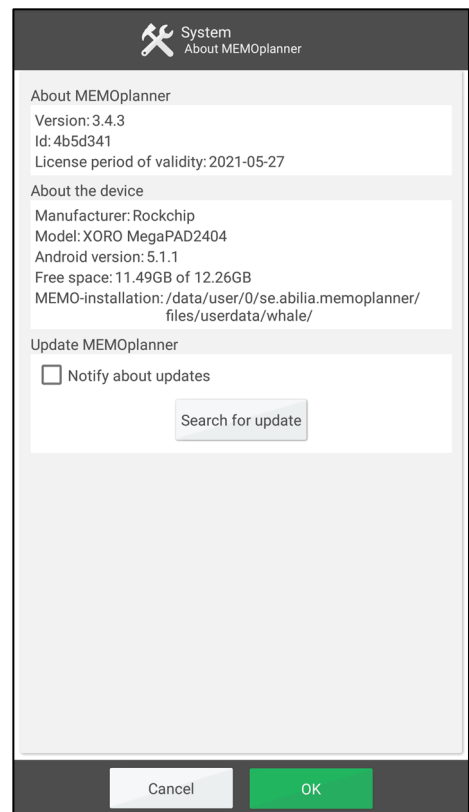 System
About MEMOplanner
About MEMOplanner
Version: 3.4.3
Id: 4b5d341
License period of validity: 2021-05-27
About the device
Manufacturer: Rockchip
Model: XORO MegaPAD2404
Android version: 5.1.1
Free space: 11.49GB of 12.26GB
MEMO-installation: /data/user/0/se.abilia.memoplanner/
files/userdata/whale/
Update MEMOplanner
Notify about updates
Search for update
Cancel OK